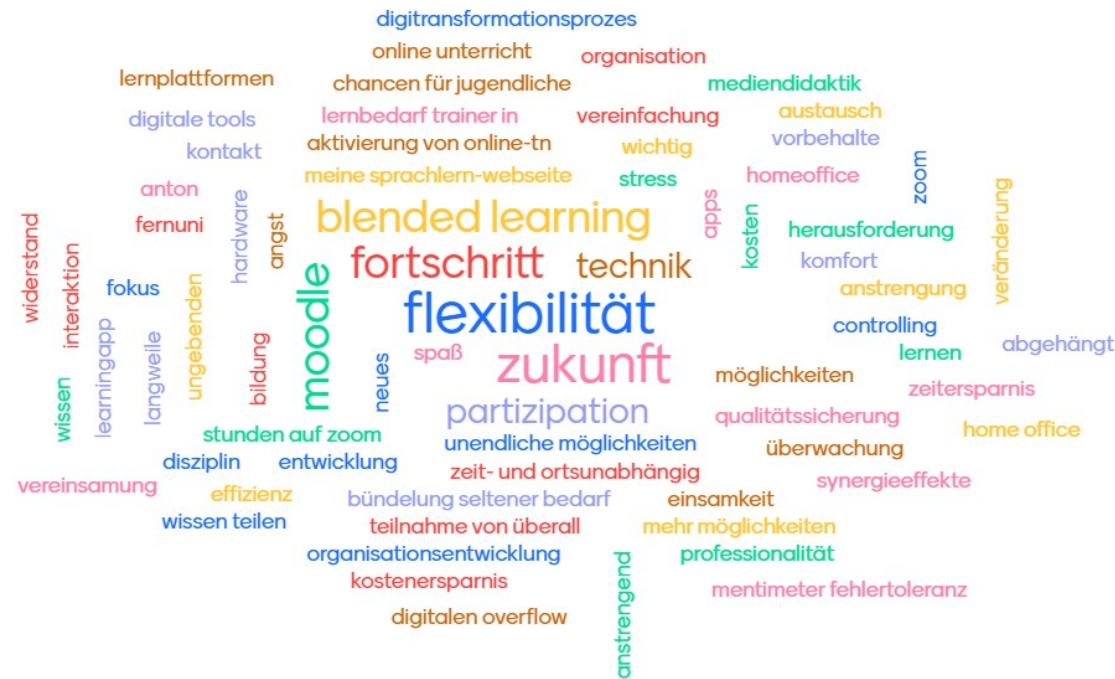 digitransformationsprozes
online unterricht
organisation
lernplattformen
chancen für jugendliche
mediendidaktik
digitale tools
lernbedarf trainer in
vereinfachung
austausch
kontakt
aktivierung von online-tn
wichtig
vorbehalte
anton
meine sprachlern-webseite
stress
homeoffice
zoom
fernuni
hardware
angst
blended learning
apps
kosten
herausforderung
veränderung
widerstand
interaktion
fokus
ungebenden
fortschritt
technik
komfort
anstrengung
moodle
flexibilität
controlling
wissen
learningapp
langweile
bildung
neues
spaß
zukunft
lernen
abgehängt
möglichkeiten
zeitersparnis
partizipation
qualitätssicherung
home office
stunden auf zoom
unendliche möglichkeiten
überwachung
disziplin
entwicklung
zeit- und ortsunabhängig
synergieeffekte
vereinsamung
effizienz
bündelung seltener bedarf
einsamkeit
wissen teilen
teilnahme von überall
mehr möglichkeiten
organisationsentwicklung
professionalität
kostenersparnis
anstrengend
mentimeter fehlertoleranz
digitalen overflow